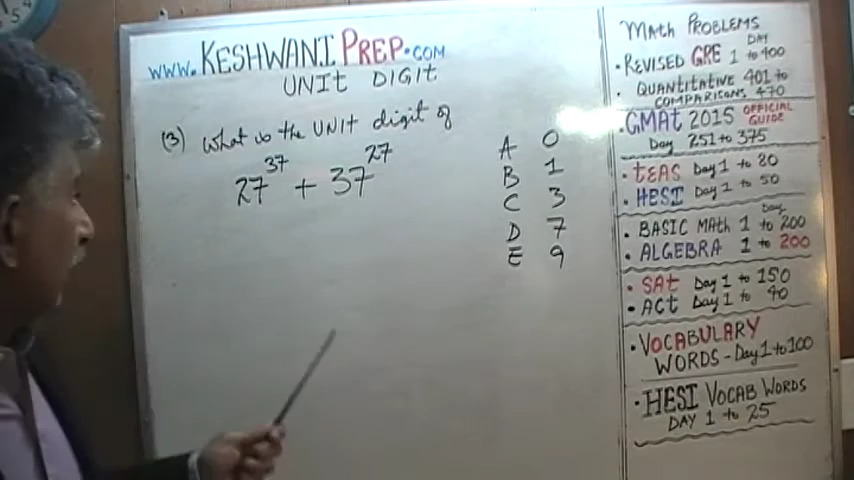 WWW.KESHWANI PREP.COM
UNIT DIGIT
(3) What is the UNIT digit of
27^37 + 37^27
A 0
B 1
C 3
D 7
E 9
MATH PROBLEMS
• REVISED GRE DAY 1 to 400
• QUANTITATIVE 401 to
COMPARISONS 470
• GMAt 2015 OFFICIAL GUIDE
Day 251 to 375
• tEAS Day 1 to 80
• HESI Day 1 to 50
Day
• BASIC MAth 1 to 200
• ALGEBRA 1 to 200
• SAt Day 1 to 150
• ACt Day 1 to 40
• VOCABULARY
WORDS - Day 1 to 100
• HESI VOCAB WORDS
DAY 1 to 25